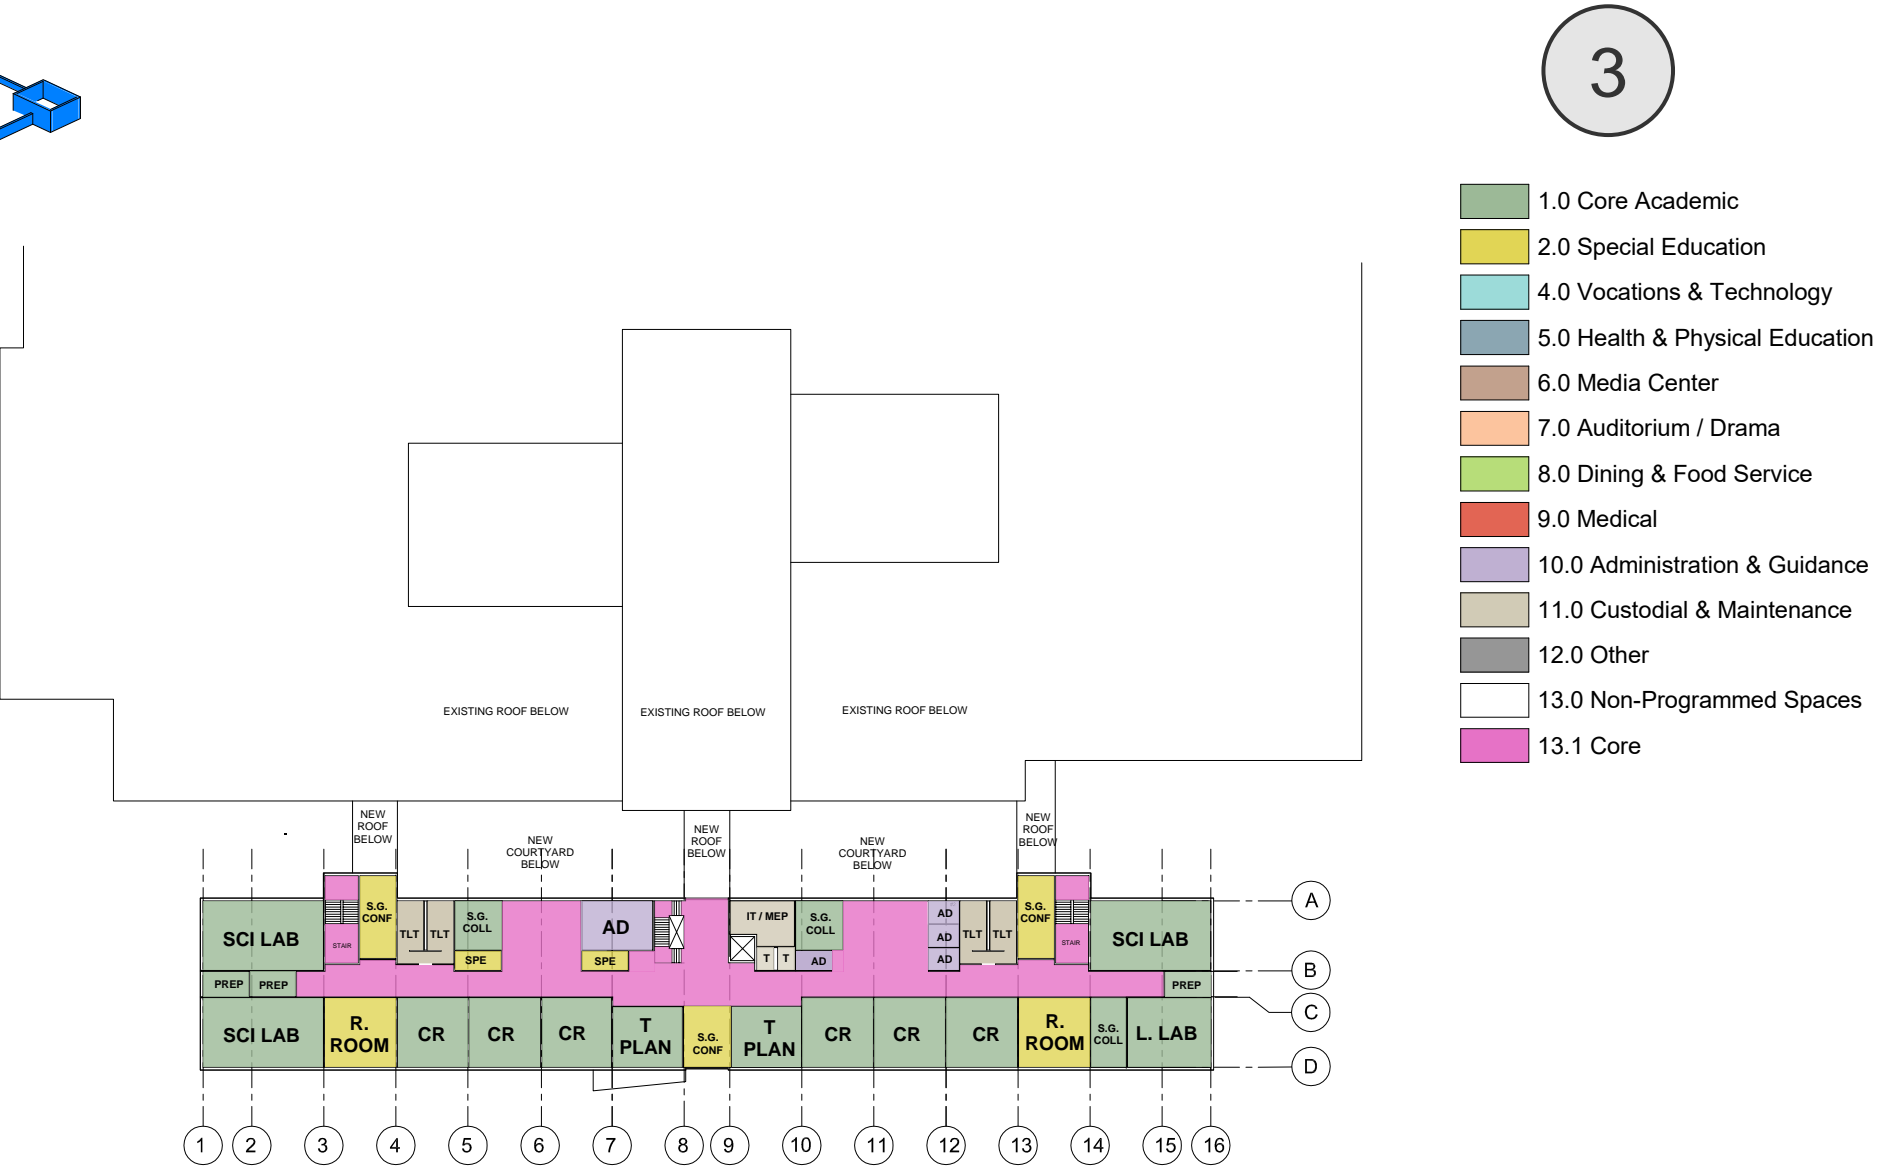 3
1.0 Core Academic
2.0 Special Education
4.0 Vocations & Technology
5.0 Health & Physical Education
6.0 Media Center
7.0 Auditorium / Drama
8.0 Dining & Food Service
9.0 Medical
10.0 Administration & Guidance
11.0 Custodial & Maintenance
12.0 Other
13.0 Non-Programmed Spaces
13.1 Core
EXISTING ROOF BELOW
EXISTING ROOF BELOW
EXISTING ROOF BELOW
NEW
ROOF
BELOW
NEW
COURTYARD
BELOW
NEW
ROOF
BELOW
NEW
COURTYARD
BELOW
NEW
ROOF
BELOW
SCI LAB
STAIR
S.G.
CONF
TLT
TLT
S.G.
COLL
SPE
AD
SPE
IT / MEP
T
T
S.G.
COLL
AD
AD
AD
AD
TLT
TLT
S.G.
CONF
STAIR
SCI LAB
A
B
C
D
PREP
PREP
PREP
SCI LAB
R.
ROOM
CR
CR
CR
T
PLAN
S.G.
CONF
T
PLAN
CR
CR
CR
R.
ROOM
S.G.
COLL
L. LAB
1
2
3
4
5
6
7
8
9
10
11
12
13
14
15
16